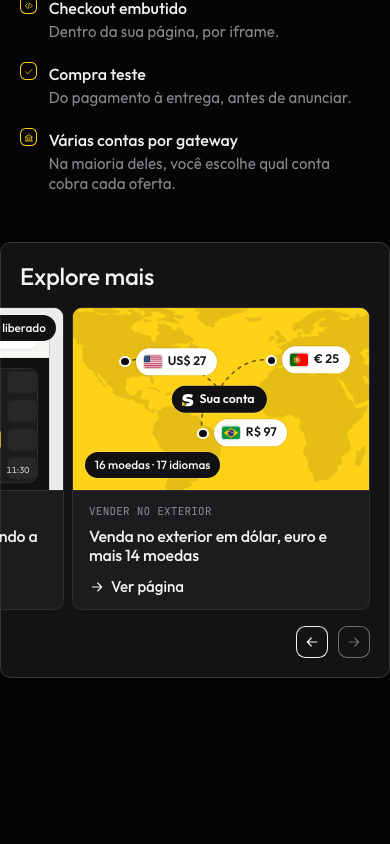 Checkout embutido
Dentro da sua página, por iframe.
Compra teste
Do pagamento à entrega, antes de anunciar.
Várias contas por gateway
Na maioria deles, você escolhe qual conta
cobra cada oferta.
Explore mais
liberado
11:30
ndo a
US$ 27
€ 25
Sua conta
R$ 97
16 moedas · 17 idiomas
VENDER NO EXTERIOR
Venda no exterior em dólar, euro e
mais 14 moedas
→ Ver página